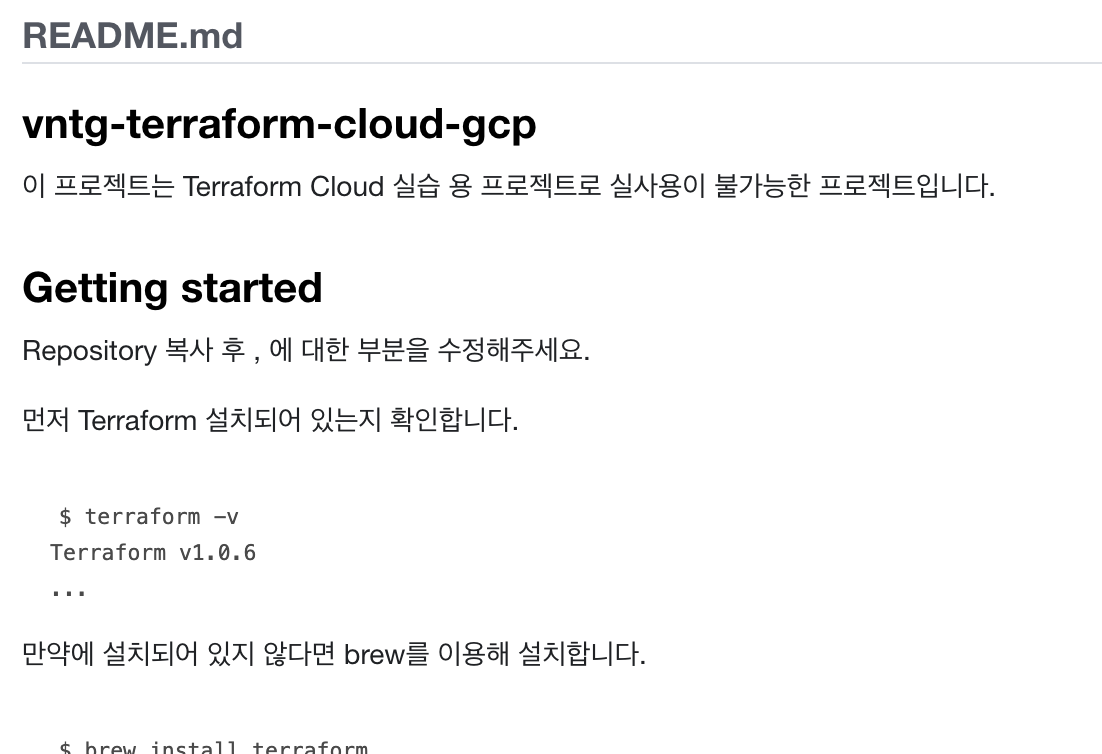 README.md
vntg-terraform-cloud-gcp
이 프로젝트는 Terraform Cloud 실습 용 프로젝트로 실사용이 불가능한 프로젝트입니다.
Getting started
Repository 복사 후 , 에 대한 부분을 수정해주세요.
먼저 Terraform 설치되어 있는지 확인합니다.
$ terraform -v
Terraform v1.0.6
...
만약에 설치되어 있지 않다면 brew를 이용해 설치합니다.
$ brew install terraform